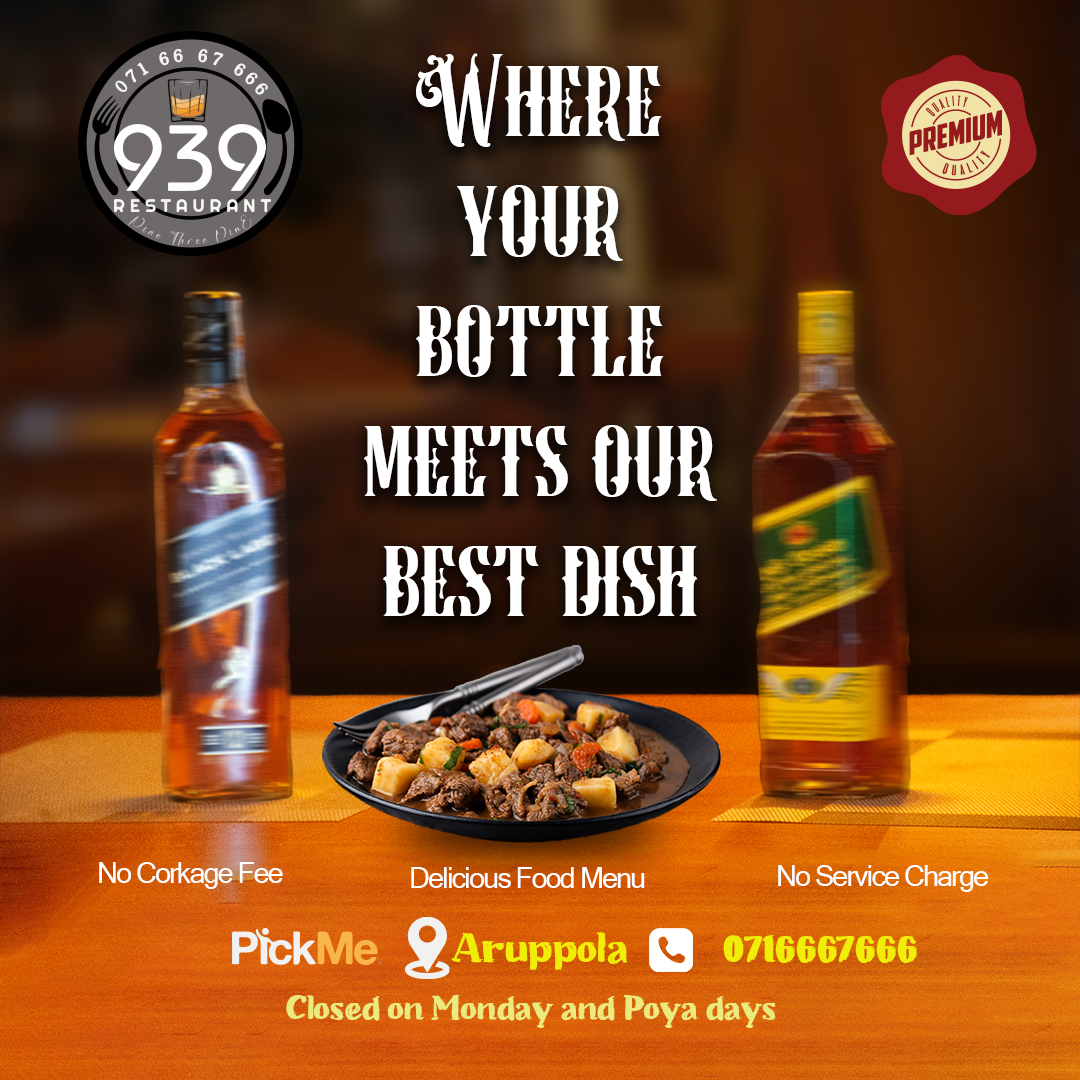 071 66 67 666
939
RESTAURANT
WHERE
YOUR
BOTTLE
MEETS OUR
BEST DISH
QUALITY
PREMIUM
QUALITY
BLACK LABEL
No Corkage Fee
Delicious Food Menu
No Service Charge
PickMe
Aruppola
0716667666
Closed on Monday and Poya days